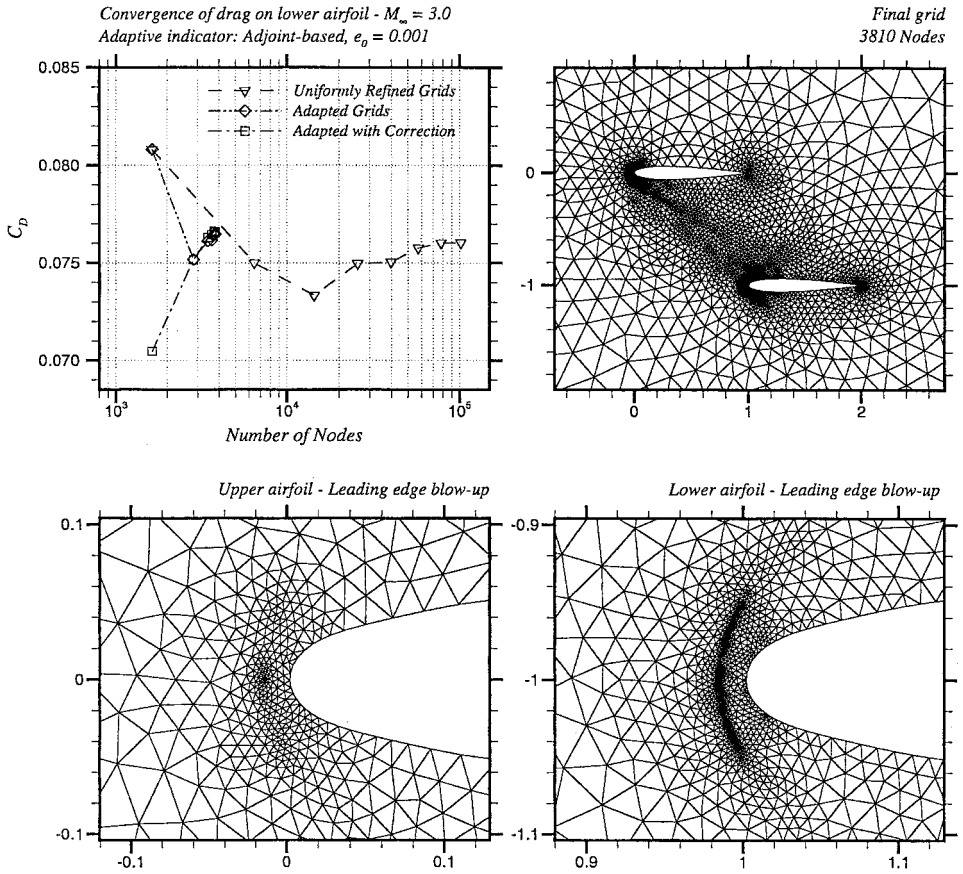 Convergence of drag on lower airfoil - M∞ = 3.0
Adaptive indicator: Adjoint-based, e₀ = 0.001
Final grid
3810 Nodes
0.085
0.080
0.075
0.070
C_D
Uniformly Refined Grids
Adapted Grids
Adapted with Correction
10³
10⁴
10⁵
Number of Nodes
0
-1
0
1
2
Upper airfoil - Leading edge blow-up
0.1
0
-0.1
-0.1
0
0.1
Lower airfoil - Leading edge blow-up
-0.9
-1
-1.1
0.9
1
1.1